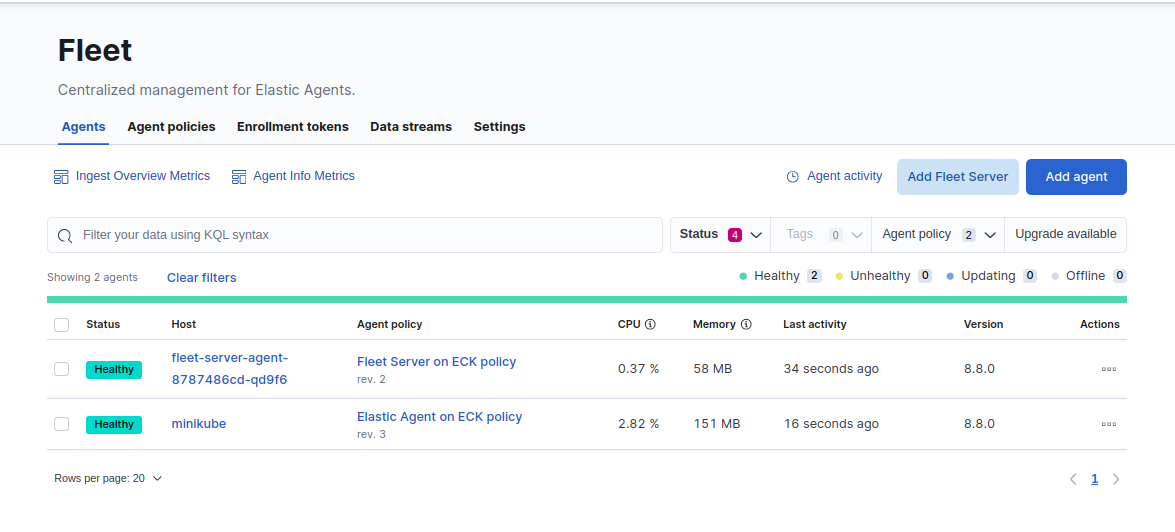 Fleet
Centralized management for Elastic Agents.
Agents Agent policies Enrollment tokens Data streams Settings
Ingest Overview Metrics Agent Info Metrics Agent activity Add Fleet Server Add agent
Filter your data using KQL syntax Status 4 Tags 0 Agent policy 2 Upgrade available
Showing 2 agents Clear filters Healthy 2 Unhealthy 0 Updating 0 Offline 0
Status Host Agent policy CPU Memory Last activity Version Actions
Healthy fleet-server-agent-8787486cd-qd9f6 Fleet Server on ECK policy rev. 2 0.37 % 58 MB 34 seconds ago 8.8.0
Healthy minikube Elastic Agent on ECK policy rev. 3 2.82 % 151 MB 16 seconds ago 8.8.0
Rows per page: 20 1